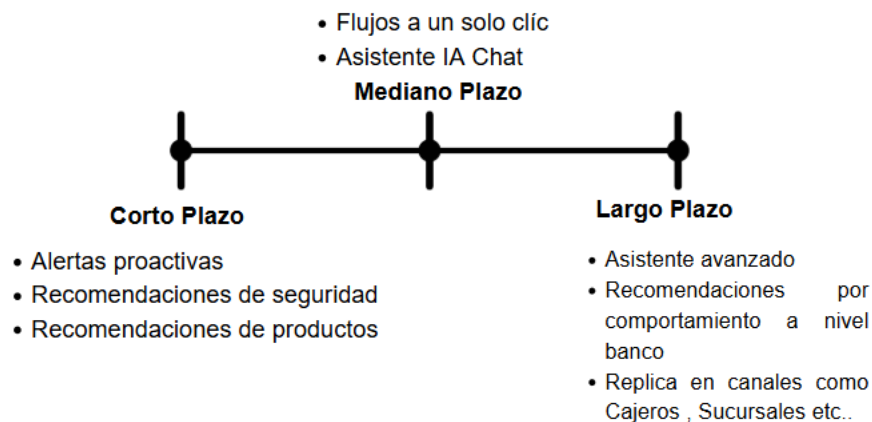 • Flujos a un solo clíc
• Asistente IA Chat
Mediano Plazo
Corto Plazo
• Alertas proactivas
• Recomendaciones de seguridad
• Recomendaciones de productos
Largo Plazo
• Asistente avanzado
• Recomendaciones por
comportamiento a nivel
banco
• Replica en canales como
Cajeros , Sucursales etc..